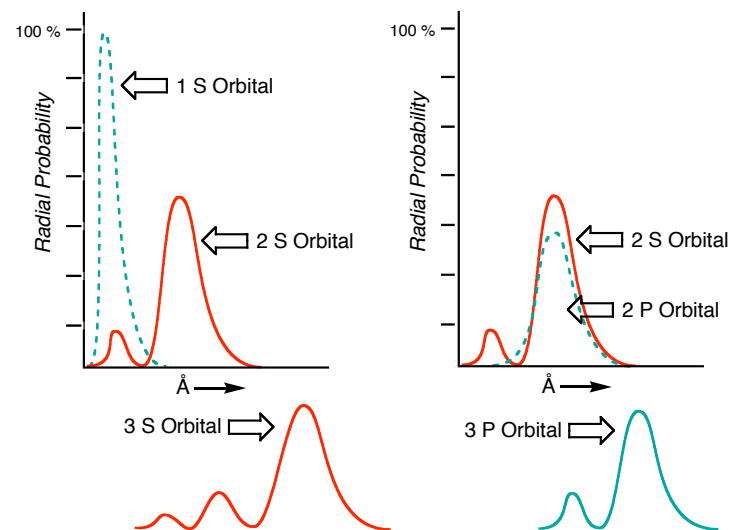 100 %
1 S Orbital
Radial Probability
2 S Orbital
Å
3 S Orbital
100 %
Radial Probability
2 S Orbital
2 P Orbital
Å
3 P Orbital